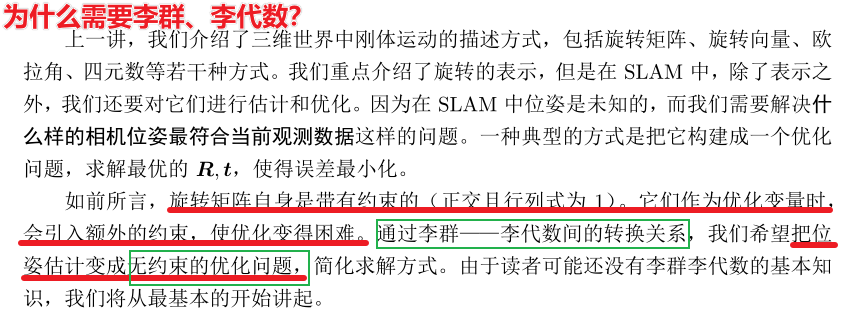 为什么需要李群、李代数？
上一讲，我们介绍了三维世界中刚体运动的描述方式，包括旋转矩阵、旋转向量、欧
拉角、四元数等若干种方式。我们重点介绍了旋转的表示，但是在 SLAM 中，除了表示之
外，我们还要对它们进行估计和优化。因为在 SLAM 中位姿是未知的，而我们需要解决什
么样的相机位姿最符合当前观测数据这样的问题。一种典型的方式是把它构建成一个优化
问题，求解最优的 R, t，使得误差最小化。
如前所言，旋转矩阵自身是带有约束的（正交且行列式为 1）。它们作为优化变量时，
会引入额外的约束，使优化变得困难。通过李群——李代数间的转换关系，我们希望把位
姿估计变成无约束的优化问题，简化求解方式。由于读者可能还没有李群李代数的基本知
识，我们将从最基本的开始讲起。